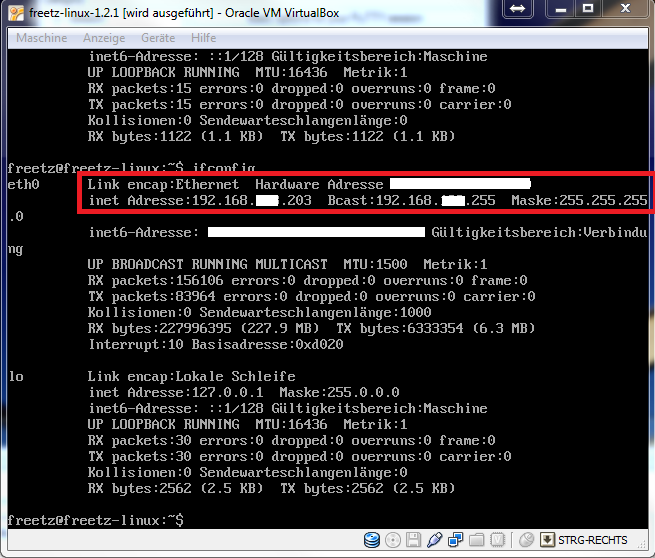 freetz-linux-1.2.1 [wird ausgeführt] - Oracle VM VirtualBox
Maschine Anzeige Geräte Hilfe
inet6-Adresse: ::1/128 Gültigkeitsbereich:Maschine
UP LOOPBACK RUNNING MTU:16436 Metrik:1
RX packets:15 errors:0 dropped:0 overruns:0 frame:0
TX packets:15 errors:0 dropped:0 overruns:0 carrier:0
Kollisionen:0 Sendewarteschlangenlänge:0
RX bytes:1122 (1.1 KB) TX bytes:1122 (1.1 KB)
freetz@freetz-linux:~$ ifconfig
eth0 Link encap:Ethernet Hardware Adresse
inet Adresse:192.168. .203 Bcast:192.168. .255 Maske:255.255.255
.0
inet6-Adresse: Gültigkeitsbereich:Verbindu
ng
UP BROADCAST RUNNING MULTICAST MTU:1500 Metrik:1
RX packets:156106 errors:0 dropped:0 overruns:0 frame:0
TX packets:83964 errors:0 dropped:0 overruns:0 carrier:0
Kollisionen:0 Sendewarteschlangenlänge:1000
RX bytes:227996395 (227.9 MB) TX bytes:6333354 (6.3 MB)
Interrupt:10 Basisadresse:0xd020
lo Link encap:Lokale Schleife
inet Adresse:127.0.0.1 Maske:255.0.0.0
inet6-Adresse: ::1/128 Gültigkeitsbereich:Maschine
UP LOOPBACK RUNNING MTU:16436 Metrik:1
RX packets:30 errors:0 dropped:0 overruns:0 frame:0
TX packets:30 errors:0 dropped:0 overruns:0 carrier:0
Kollisionen:0 Sendewarteschlangenlänge:0
RX bytes:2562 (2.5 KB) TX bytes:2562 (2.5 KB)
freetz@freetz-linux:~$
STRG-RECHTS